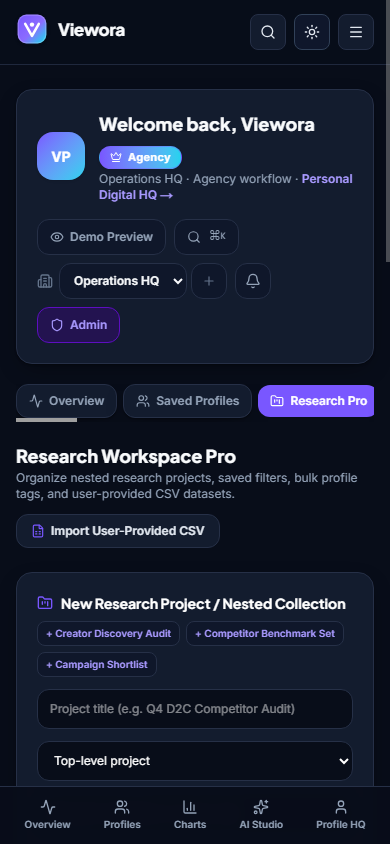 Viewora
Welcome back, Viewora
VP
Agency
Operations HQ · Agency workflow · Personal
Digital HQ →
Demo Preview
⌘K
Operations HQ
+
Admin
Overview
Saved Profiles
Research Pro
Research Workspace Pro
Organize nested research projects, saved filters, bulk profile
tags, and user-provided CSV datasets.
Import User-Provided CSV
New Research Project / Nested Collection
+ Creator Discovery Audit
+ Competitor Benchmark Set
+ Campaign Shortlist
Project title (e.g. Q4 D2C Competitor Audit)
Top-level project
Overview
Profiles
Charts
AI Studio
Profile HQ